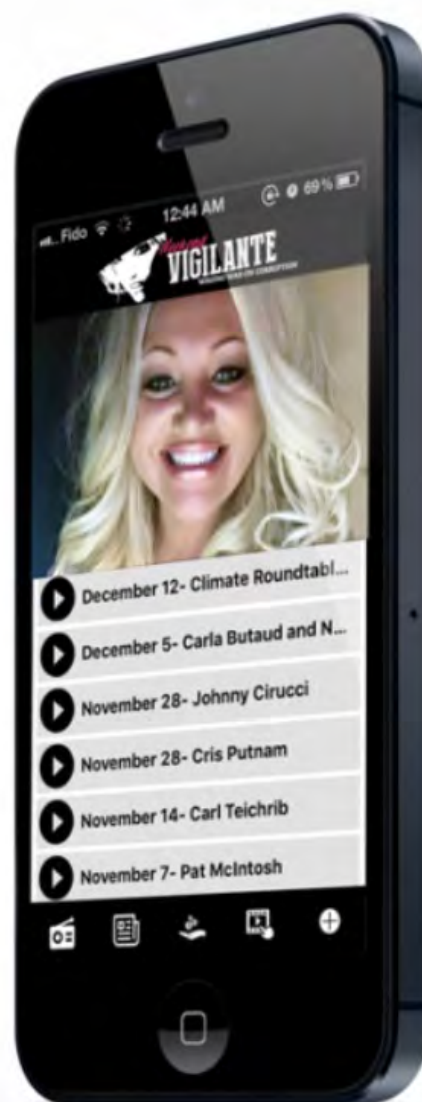 Fido 12:44 AM 69%
VIGILANTE
December 12- Climate Roundtabl...
December 5- Carla Butaud and N...
November 28- Johnny Cirucci
November 28- Cris Putnam
November 14- Carl Teichrib
November 7- Pat McIntosh